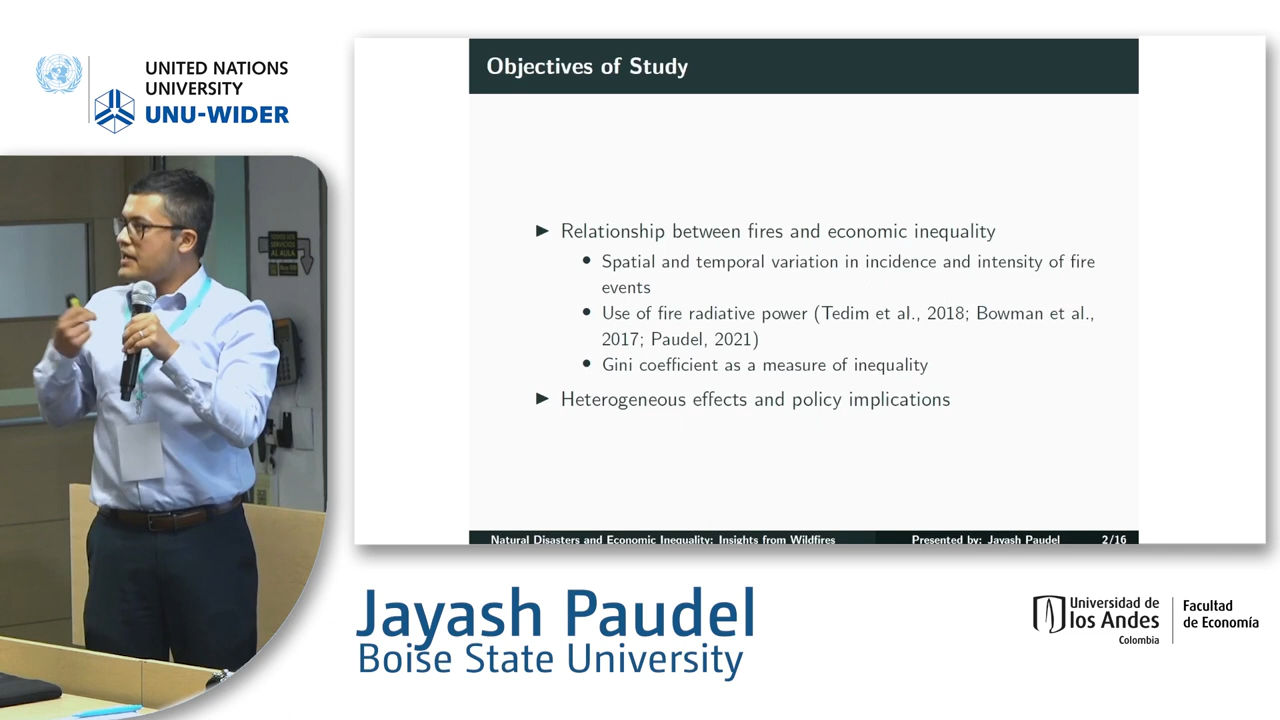 UNITED NATIONS
UNIVERSITY
UNU-WIDER
Objectives of Study
Relationship between fires and economic inequality
Spatial and temporal variation in incidence and intensity of fire
events
Use of fire radiative power (Tedim et al., 2018; Bowman et al.,
2017; Paudel, 2021)
Gini coefficient as a measure of inequality
Heterogeneous effects and policy implications
Natural Disasters and Economic Inequality: Insights from Wildfires
Presented by: Jayash Paudel
2/16
Jayash Paudel
Boise State University
Universidad de
los Andes
Colombia
Facultad
de Economía